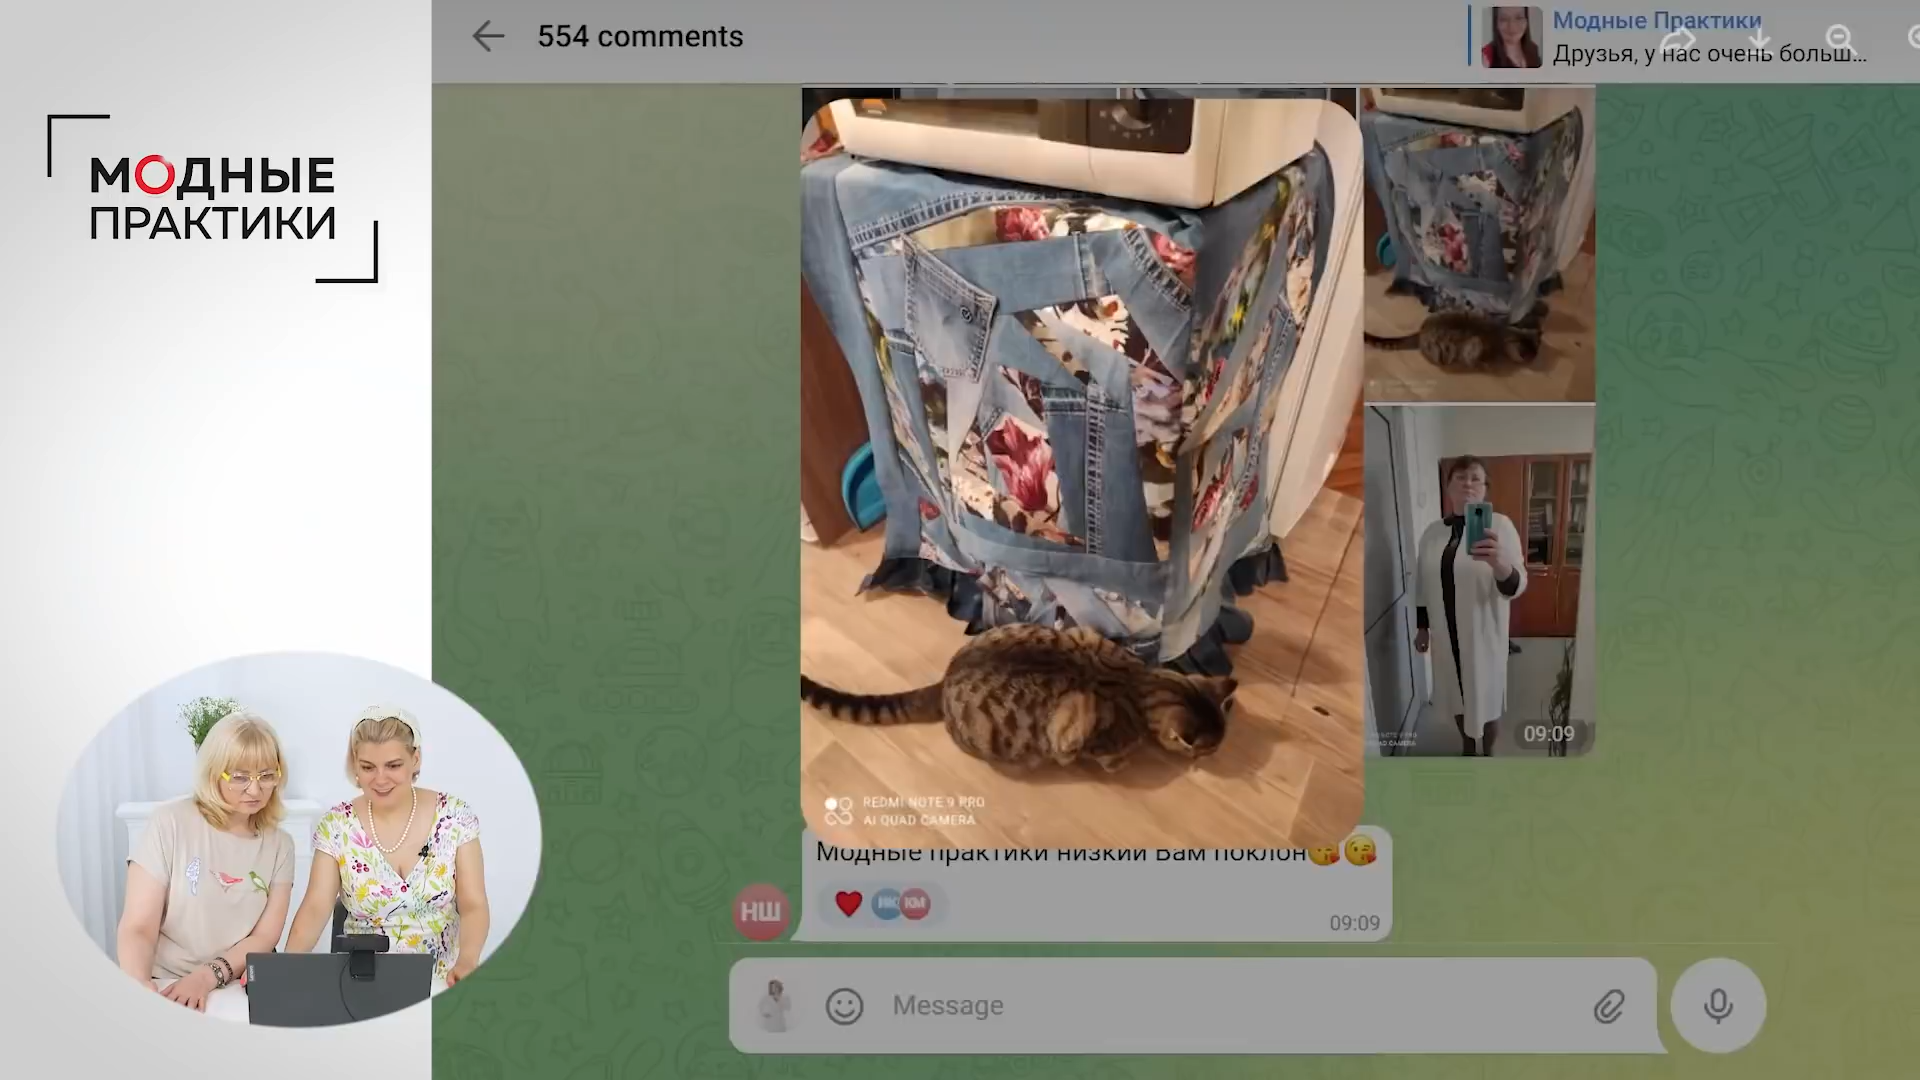 МОДНЫЕ
ПРАКТИКИ
554 comments
Модные Практики
Друзья, у нас очень больш...
09:09
REDMI NOTE 9 PRO
AI QUAD CAMERA
Модные практики низкий Вам поклон
НШ
КМ
09:09
Message